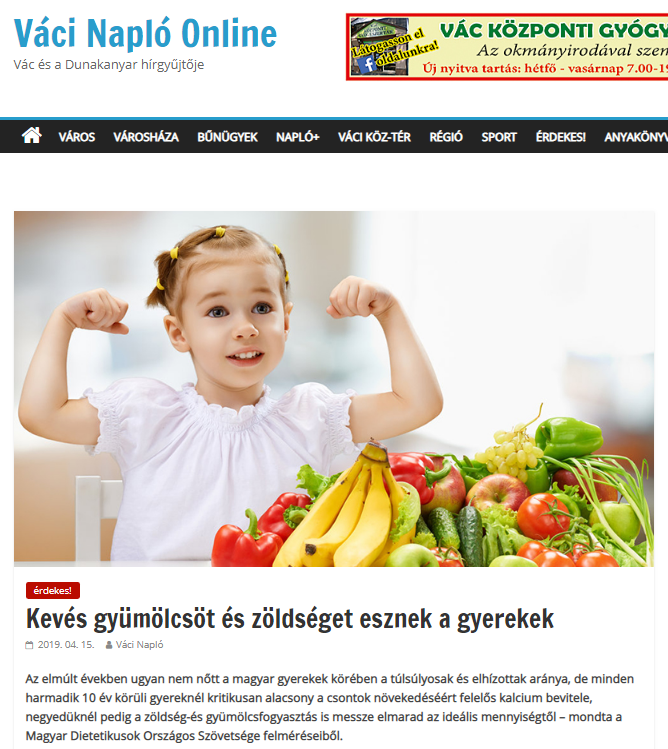 Váci Napló Online
Vác és a Dunakanyar hírgyűjtője
Látogasson el
oldalunkra!
VÁC KÖZPONTI GYÓGY
Az okmányirodával szem
Új nyitva tartás: hétfő - vasárnap 7.00-19
VÁROS VÁROSHÁZA BŰNÜGYEK NAPLÓ+ VÁCI KÖZ-TÉR RÉGIÓ SPORT ÉRDEKES! ANYAKÖNYV
érdekes!
Kevés gyümölcsöt és zöldséget esznek a gyerekek
2019. 04. 15. Váci Napló
Az elmúlt években ugyan nem nőtt a magyar gyerekek körében a túlsúlyosak és elhízottak aránya, de minden
harmadik 10 év körüli gyereknél kritikusan alacsony a csontok növekedéséért felelős kalcium bevitele,
negyedüknél pedig a zöldség-és gyümölcsfogyasztás is messze elmarad az ideális mennyiségtől – mondta a
Magyar Dietetikusok Országos Szövetsége felméréseiből.